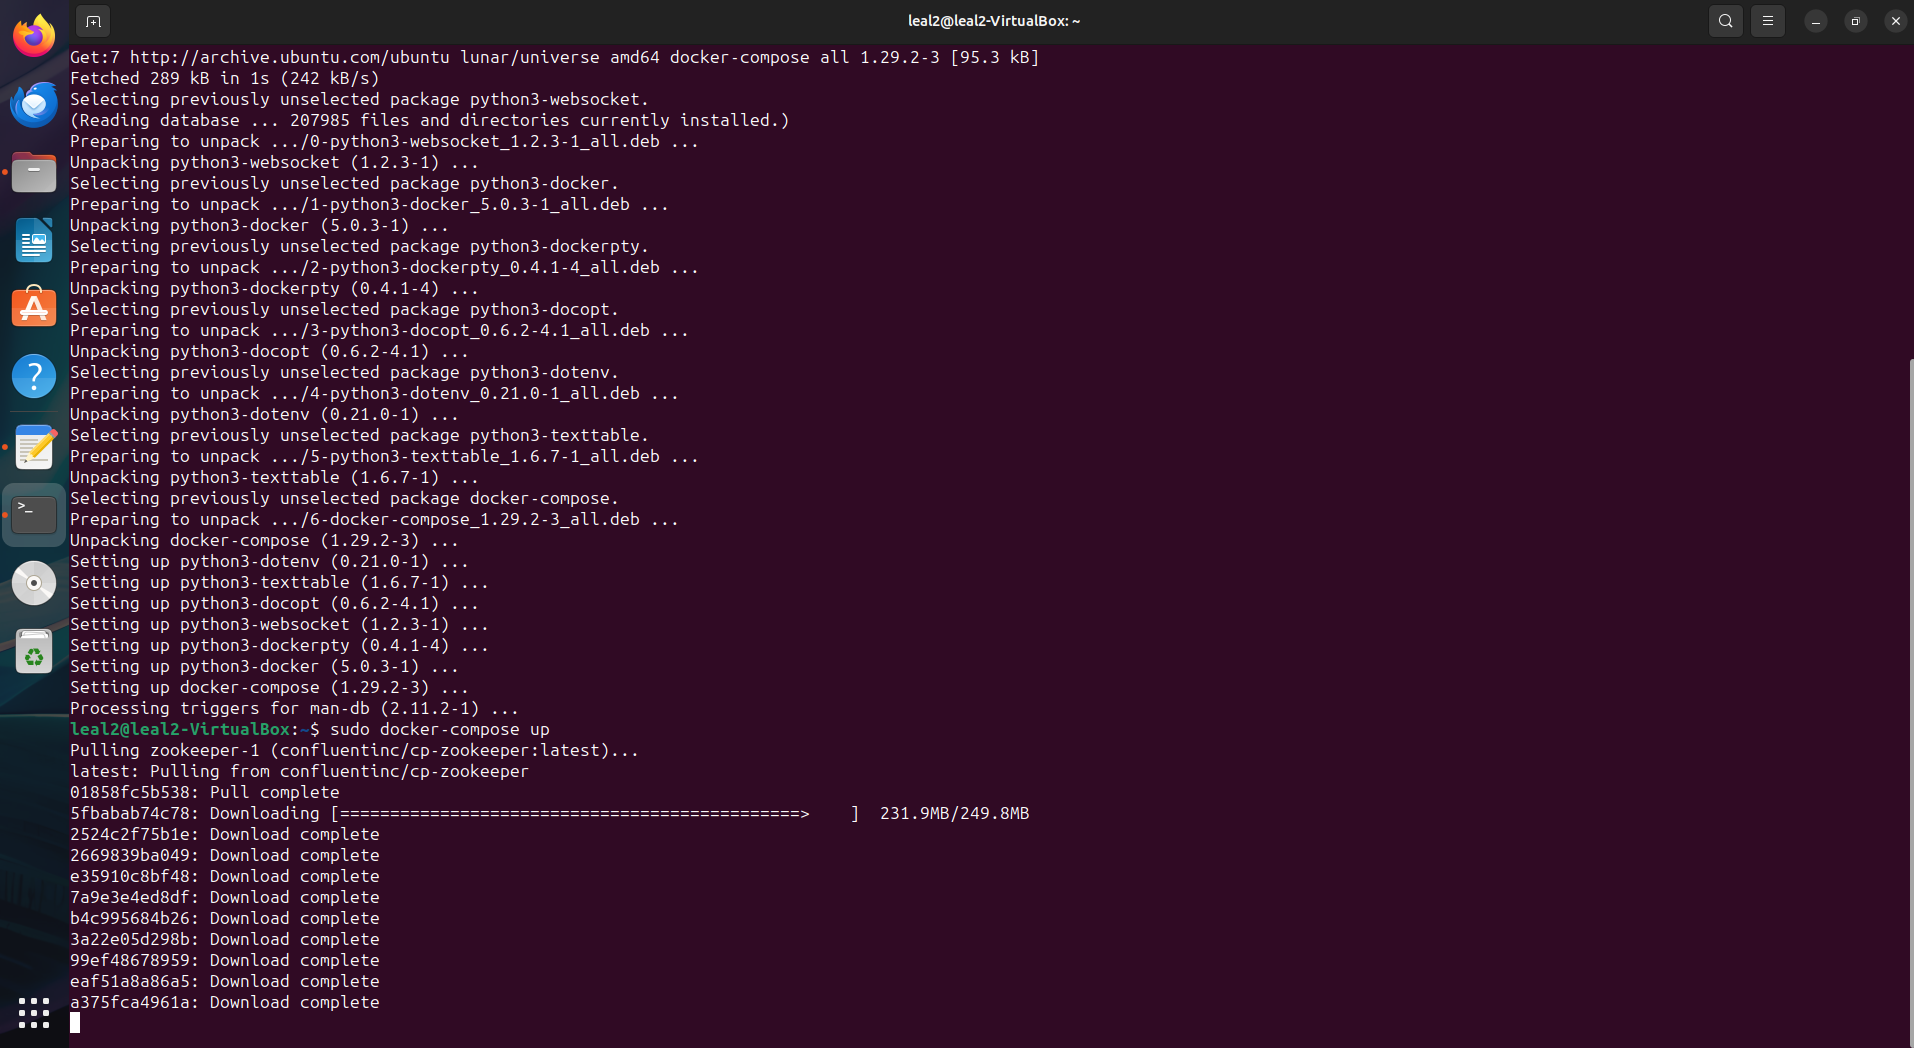 leal2@leal2-VirtualBox: ~
Get:7 http://archive.ubuntu.com/ubuntu lunar/universe amd64 docker-compose all 1.29.2-3 [95.3 kB]
Fetched 289 kB in 1s (242 kB/s)
Selecting previously unselected package python3-websocket.
(Reading database ... 207985 files and directories currently installed.)
Preparing to unpack .../0-python3-websocket_1.2.3-1_all.deb ...
Unpacking python3-websocket (1.2.3-1) ...
Selecting previously unselected package python3-docker.
Preparing to unpack .../1-python3-docker_5.0.3-1_all.deb ...
Unpacking python3-docker (5.0.3-1) ...
Selecting previously unselected package python3-dockerpty.
Preparing to unpack .../2-python3-dockerpty_0.4.1-4_all.deb ...
Unpacking python3-dockerpty (0.4.1-4) ...
Selecting previously unselected package python3-docopt.
Preparing to unpack .../3-python3-docopt_0.6.2-4.1_all.deb ...
Unpacking python3-docopt (0.6.2-4.1) ...
Selecting previously unselected package python3-dotenv.
Preparing to unpack .../4-python3-dotenv_0.21.0-1_all.deb ...
Unpacking python3-dotenv (0.21.0-1) ...
Selecting previously unselected package python3-texttable.
Preparing to unpack .../5-python3-texttable_1.6.7-1_all.deb ...
Unpacking python3-texttable (1.6.7-1) ...
Selecting previously unselected package docker-compose.
Preparing to unpack .../6-docker-compose_1.29.2-3_all.deb ...
Unpacking docker-compose (1.29.2-3) ...
Setting up python3-dotenv (0.21.0-1) ...
Setting up python3-texttable (1.6.7-1) ...
Setting up python3-docopt (0.6.2-4.1) ...
Setting up python3-websocket (1.2.3-1) ...
Setting up python3-dockerpty (0.4.1-4) ...
Setting up python3-docker (5.0.3-1) ...
Setting up docker-compose (1.29.2-3) ...
Processing triggers for man-db (2.11.2-1) ...
leal2@leal2-VirtualBox:~$ sudo docker-compose up
Pulling zookeeper-1 (confluentinc/cp-zookeeper:latest)...
latest: Pulling from confluentinc/cp-zookeeper
01858fc5b538: Pull complete
5fbabab74c78: Downloading [==============================================>    ]  231.9MB/249.8MB
2524c2f75b1e: Download complete
2669839ba049: Download complete
e35910c8bf48: Download complete
7a9e3e4ed8df: Download complete
b4c995684b26: Download complete
3a22e05d298b: Download complete
99ef48678959: Download complete
eaf51a8a86a5: Download complete
a375fca4961a: Download complete